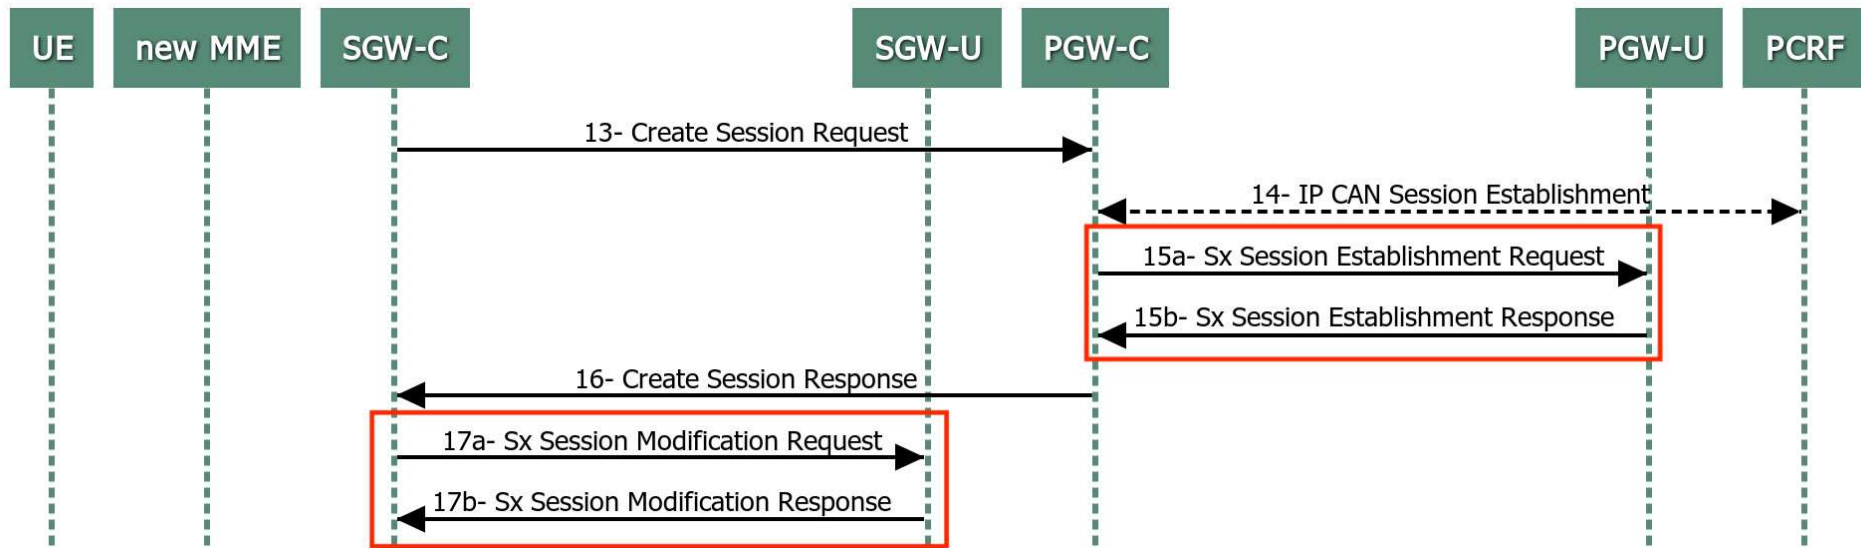 UE
new MME
SGW-C
SGW-U
PGW-C
PGW-U
PCRF
13- Create Session Request
14- IP CAN Session Establishment
15a- Sx Session Establishment Request
15b- Sx Session Establishment Response
16- Create Session Response
17a- Sx Session Modification Request
17b- Sx Session Modification Response